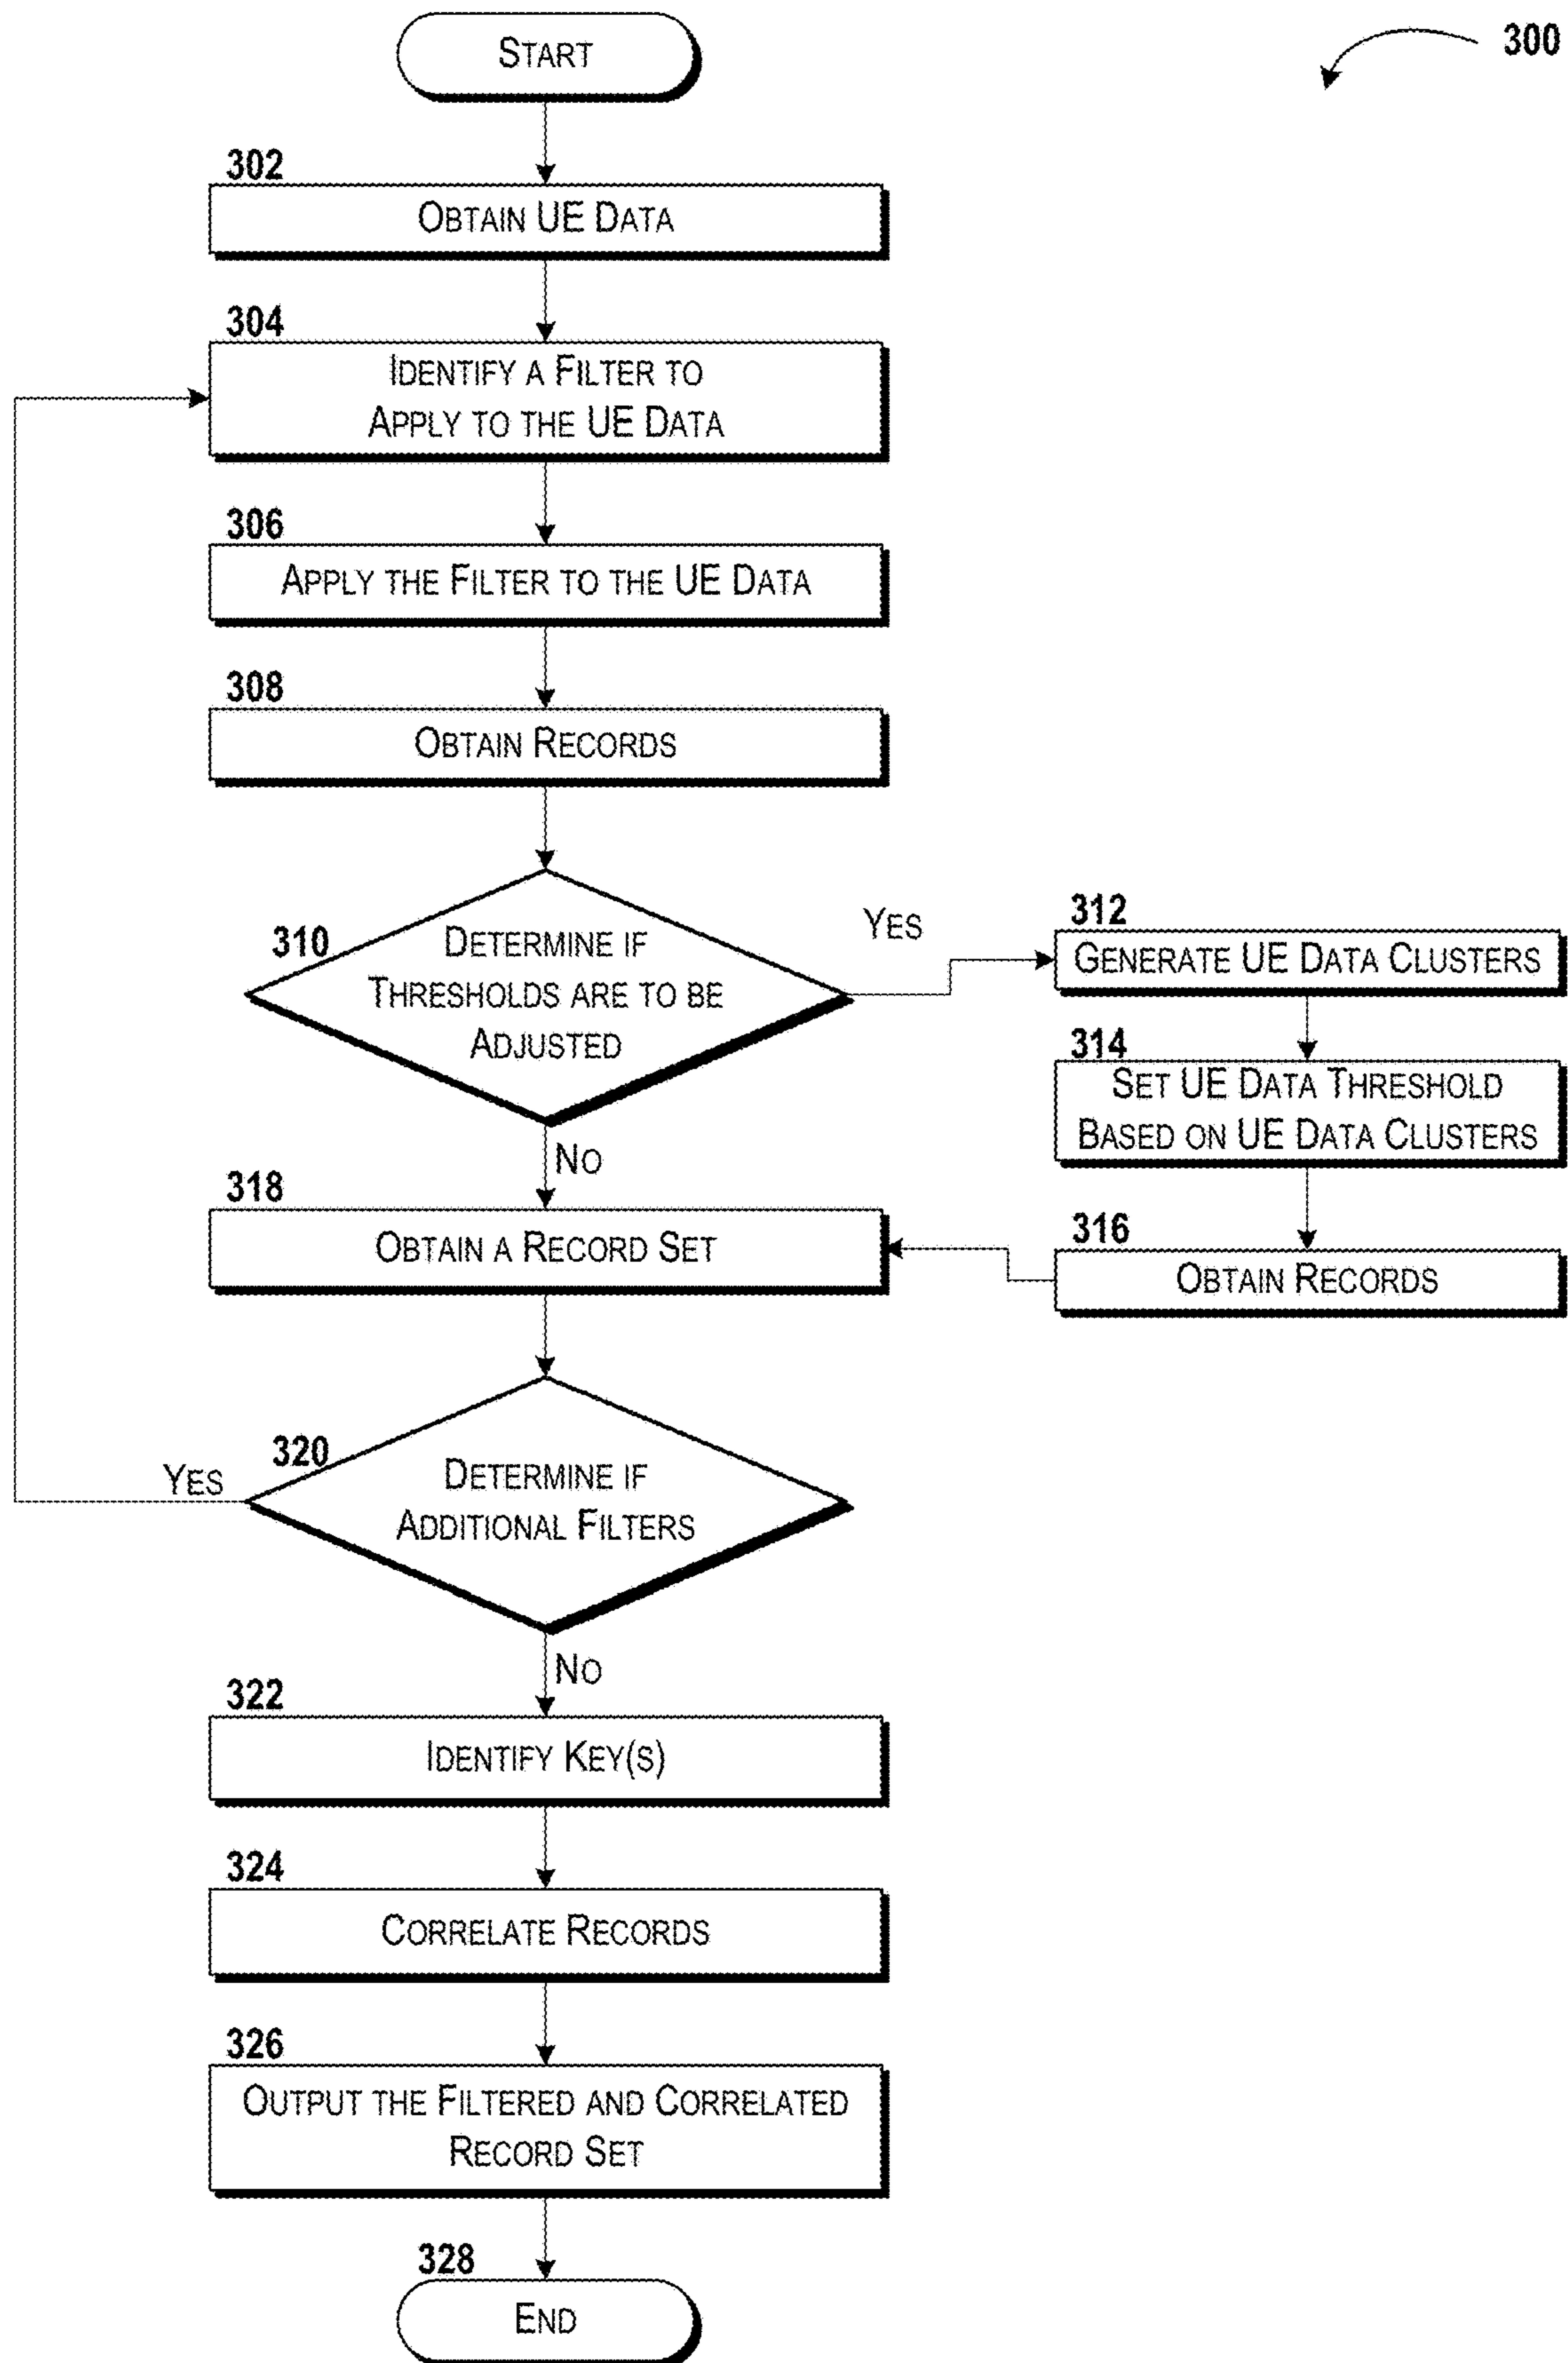 300
START
302
OBTAIN UE DATA
304
IDENTIFY A FILTER TO
APPLY TO THE UE DATA
306
APPLY THE FILTER TO THE UE DATA
308
OBTAIN RECORDS
310
DETERMINE IF
THRESHOLDS ARE TO BE
ADJUSTED
YES
NO
312
GENERATE UE DATA CLUSTERS
314
SET UE DATA THRESHOLD
BASED ON UE DATA CLUSTERS
316
OBTAIN RECORDS
318
OBTAIN A RECORD SET
320
DETERMINE IF
ADDITIONAL FILTERS
YES
NO
322
IDENTIFY KEY(S)
324
CORRELATE RECORDS
326
OUTPUT THE FILTERED AND CORRELATED
RECORD SET
328
END